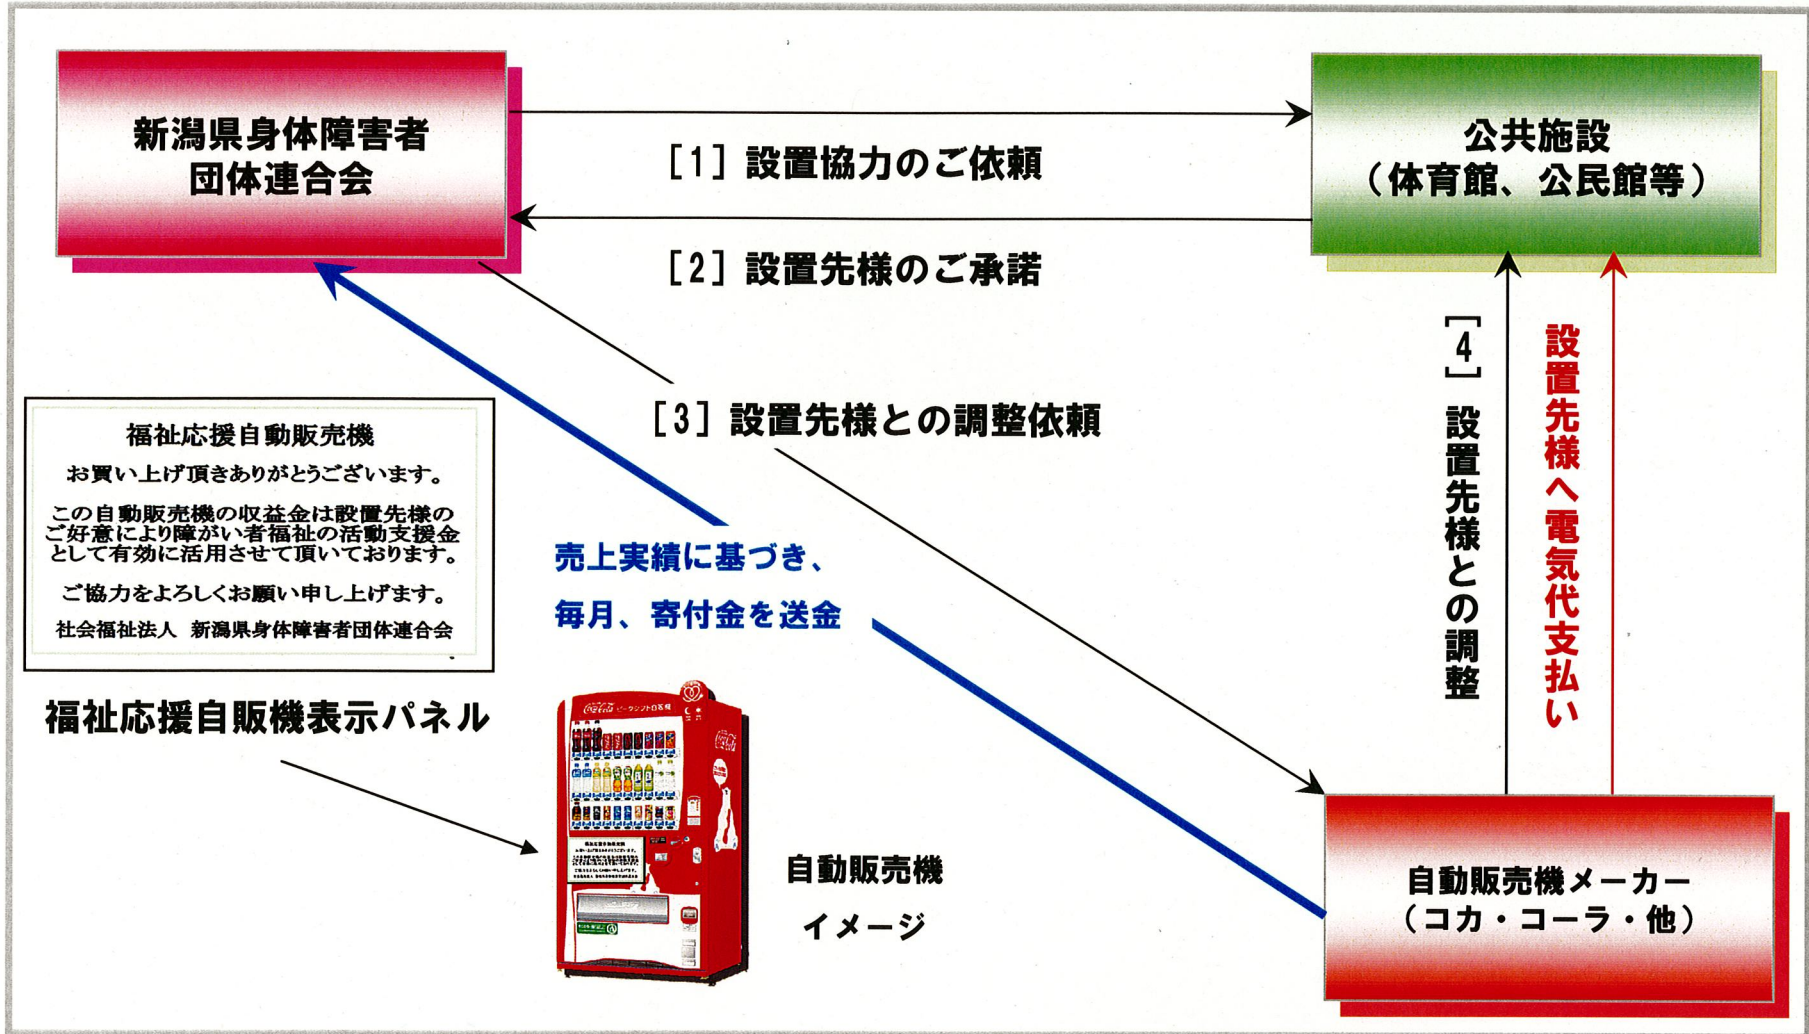 新潟県身体障害者
団体連合会
公共施設
（体育館、公民館等）
［1］設置協力のご依頼
［2］設置先様のご承諾
［3］設置先様との調整依頼
［4］設置先様との調整
設置先様へ電気代支払い
福祉応援自動販売機
お買い上げ頂きありがとうございます。
この自動販売機の収益金は設置先様の
ご好意により障がい者福祉の活動支援金
として有効に活用させて頂いております。
ご協力をよろしくお願い申し上げます。
社会福祉法人 新潟県身体障害者団体連合会
売上実績に基づき、
毎月、寄付金を送金
福祉応援自販機表示パネル
Coca-Cola ピークシフト自販機
自動販売機
イメージ
自動販売機メーカー
（コカ・コーラ・他）